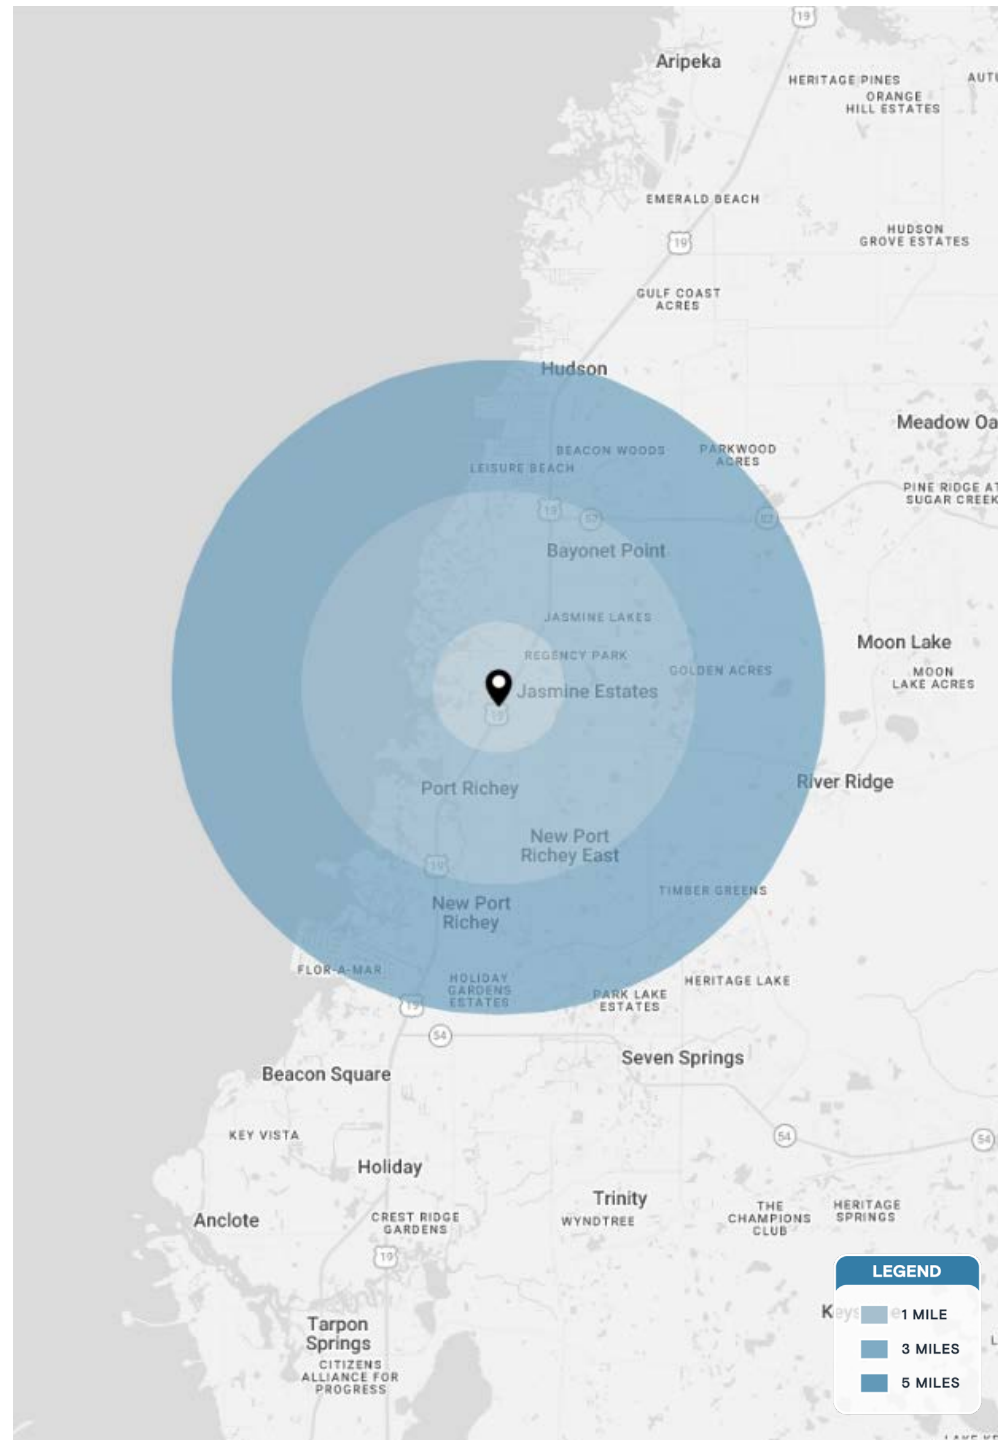 19
Aripeka
HERITAGE PINES
ORANGE
HILL ESTATES
EMERALD BEACH
19
HUDSON
GROVE ESTATES
GULF COAST
ACRES
Hudson
Meadow Oa
BEACON WOODS
PARKWOOD
ACRES
LEISURE BEACH
PINE RIDGE AT
SUGAR CREEK
19
52
52
Bayonet Point
JASMINE LAKES
REGENCY PARK
GOLDEN ACRES
Moon Lake
MOON
LAKE ACRES
Jasmine Estates
19
River Ridge
Port Richey
New Port
Richey East
19
TIMBER GREENS
New Port
Richey
FLOR-A-MAR
HOLIDAY
GARDENS
ESTATES
HERITAGE LAKE
PARK LAKE
ESTATES
19
54
Seven Springs
Beacon Square
KEY VISTA
54
54
Holiday
Trinity
WYNDTREE
THE
CHAMPIONS
CLUB
HERITAGE
SPRINGS
Anclote
CREST RIDGE
GARDENS
19
LEGEND
1 MILE
3 MILES
5 MILES
Tarpon
Springs
CITIZENS
ALLIANCE FOR
PROGRESS